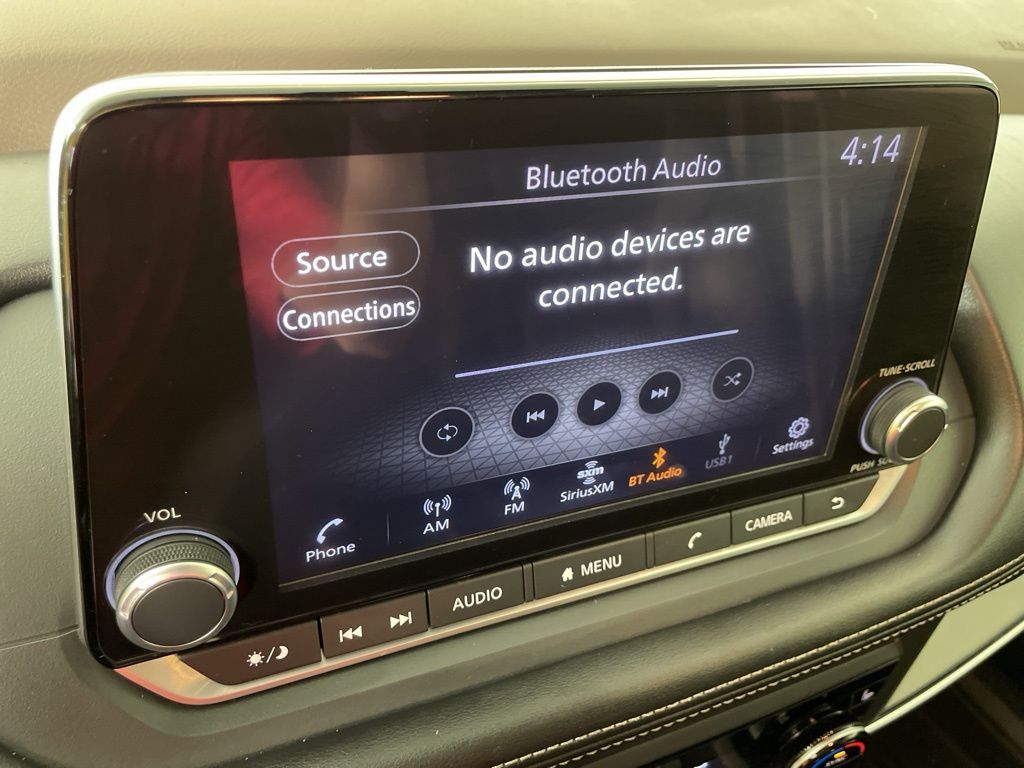 Bluetooth Audio
4:14
Source
Connections
No audio devices are
connected.
TUNE·SCROLL
Phone
AM
FM
sxm
SiriusXM
BT Audio
USB1
Settings
PUSH
VOL
AUDIO
MENU
CAMERA